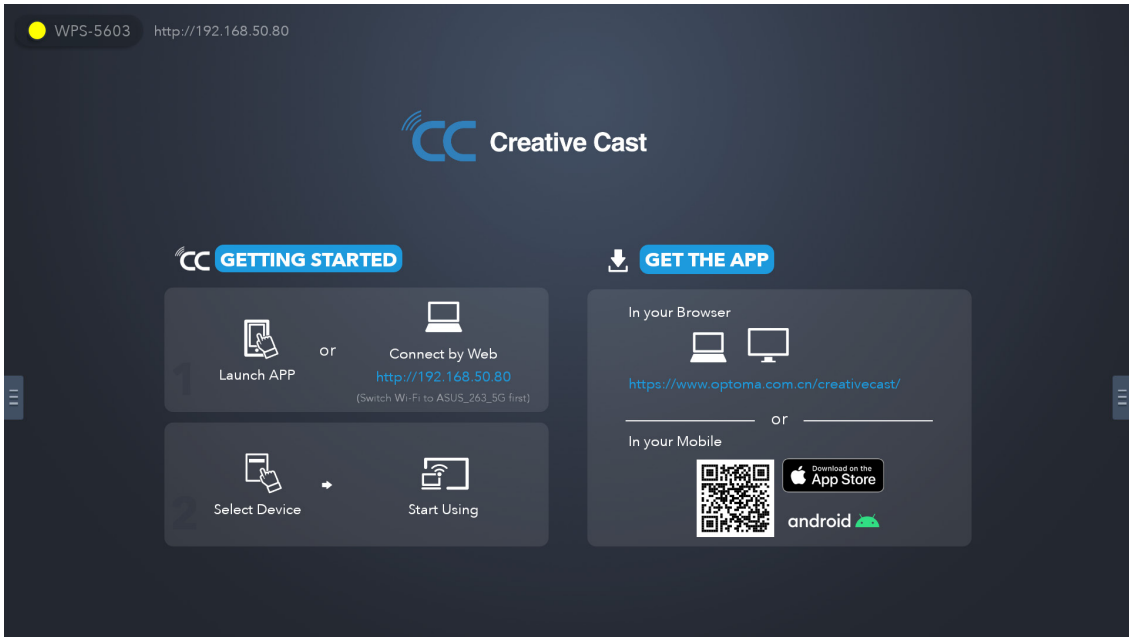 WPS-5603 http://192.168.50.80
CC Creative Cast
CC GETTING STARTED
1
Launch APP
or
Connect by Web
http://192.168.50.80
(Switch Wi-Fi to ASUS_263_5G first)
2
Select Device
Start Using
GET THE APP
In your Browser
https://www.optoma.com.cn/creativecast/
or
In your Mobile
Download on the
App Store
android